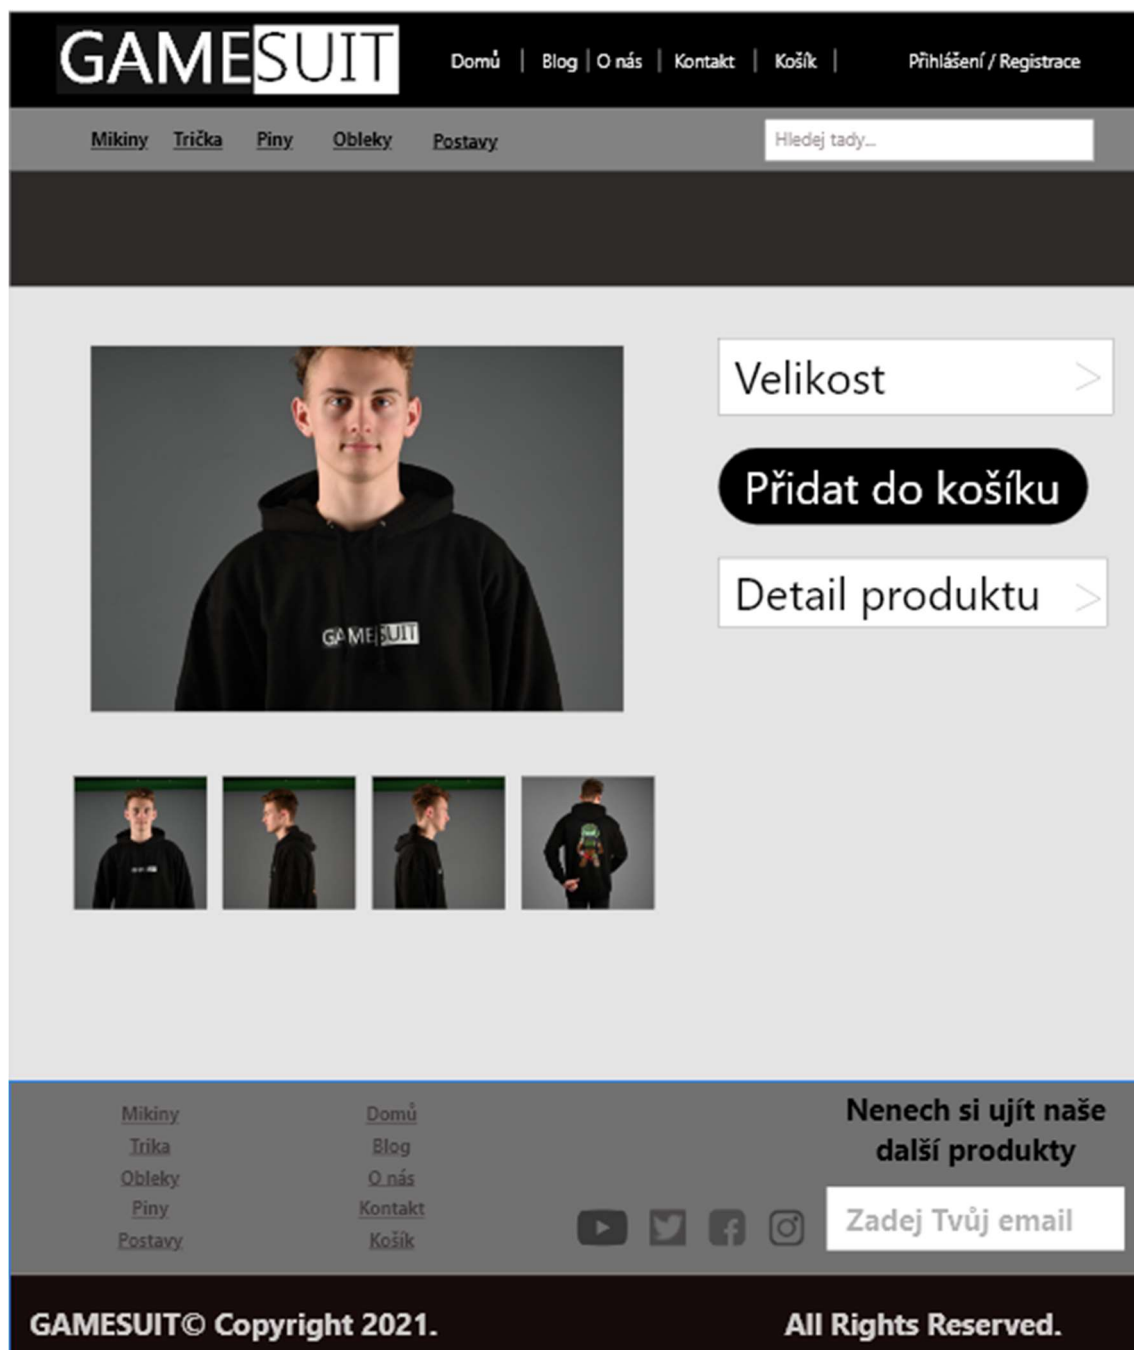 GAMESUIT
Domů | Blog | O nás | Kontakt | Košík |
Přihlášení / Registrace
Mikiny Trička Piny Obleky Postavy
Hledej tady...
Velikost >
Přidat do košíku
Detail produktu >
GAMESUIT
Mikiny
Trika
Obleky
Piny
Postavy
Domů
Blog
O nás
Kontakt
Košík
Nenech si ujít naše
další produkty
Zadej Tvůj email
GAMESUIT© Copyright 2021.
All Rights Reserved.